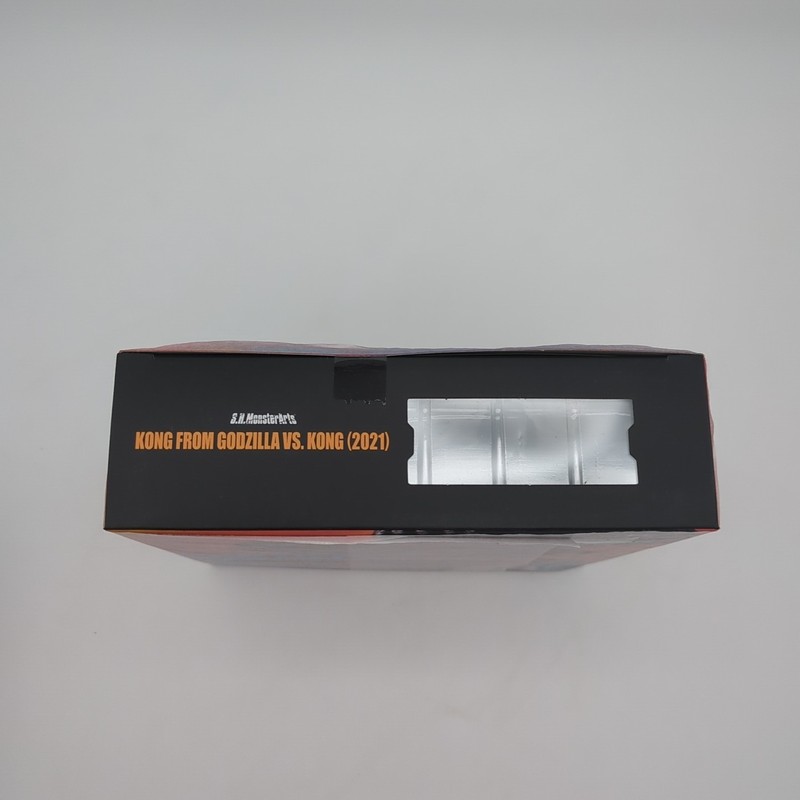 S.H.MonsterArts
KONG FROM GODZILLA VS. KONG (2021)